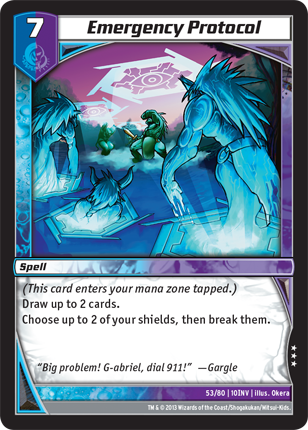 7
Emergency Protocol
Spell
(This card enters your mana zone tapped.)
Draw up to 2 cards.
Choose up to 2 of your shields, then break them.
"Big problem! G-abriel, dial 911!" —Gargle
53/80 | 10INV | illus. Okera
TM & © 2013 Wizards of the Coast/Shogakukan/Mitsui-Kids.